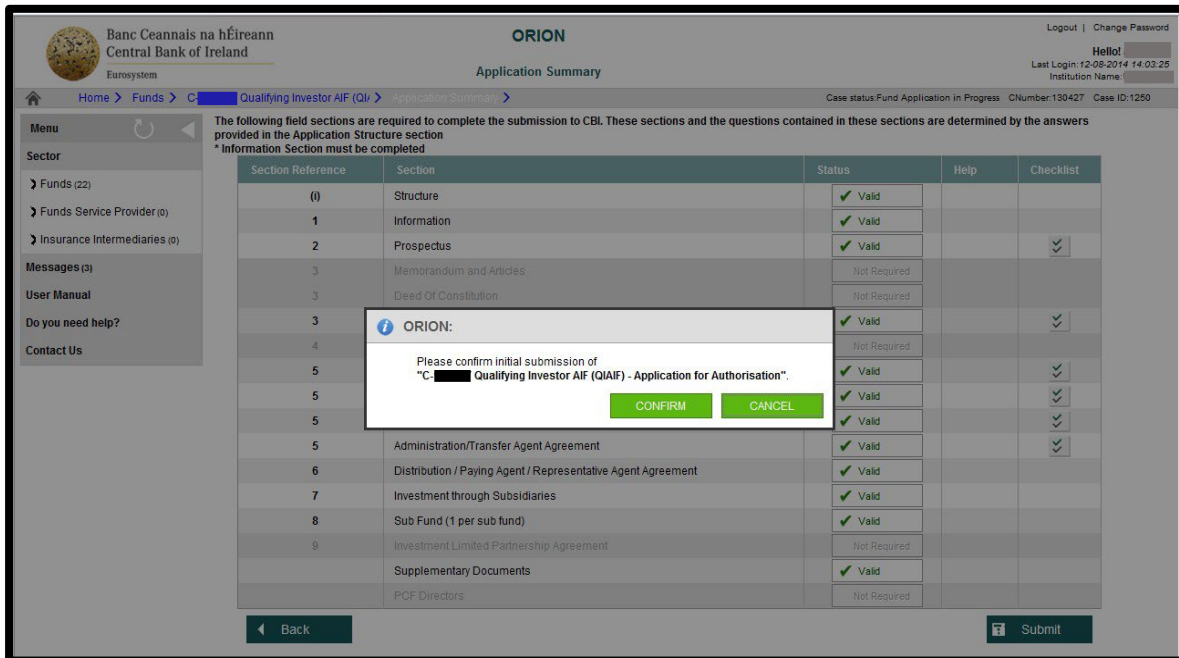 Banc Ceannais na hÉireann
Central Bank of Ireland
Eurosystem
ORION
Application Summary
Logout | Change Password
Hello!
Last Login:12-08-2014 14:03:25
Institution Name:
Home Funds C- Qualifying Investor AIF (QI/ Application Summary
Case status:Fund Application in Progress CNumber:130427 Case ID:1250
Menu
Sector
Funds (22)
Funds Service Provider (0)
Insurance Intermediaries (0)
Messages (3)
User Manual
Do you need help?
Contact Us
The following field sections are required to complete the submission to CBI. These sections and the questions contained in these sections are determined by the answers
provided in the Application Structure section
* Information Section must be completed
Section Reference Section Status Help Checklist
(i) Structure Valid
1 Information Valid
2 Prospectus Valid
3 Memorandum and Articles Not Required
3 Deed Of Constitution Not Required
3 Valid
4 Not Required
5 Valid
5 Valid
5 Valid
ORION:
Please confirm initial submission of
"C- Qualifying Investor AIF (QIAIF) - Application for Authorisation".
CONFIRM CANCEL
5 Administration/Transfer Agent Agreement Valid
6 Distribution / Paying Agent / Representative Agent Agreement Valid
7 Investment through Subsidiaries Valid
8 Sub Fund (1 per sub fund) Valid
9 Investment Limited Partnership Agreement Not Required
Supplementary Documents Valid
PCF Directors Not Required
Back
Submit